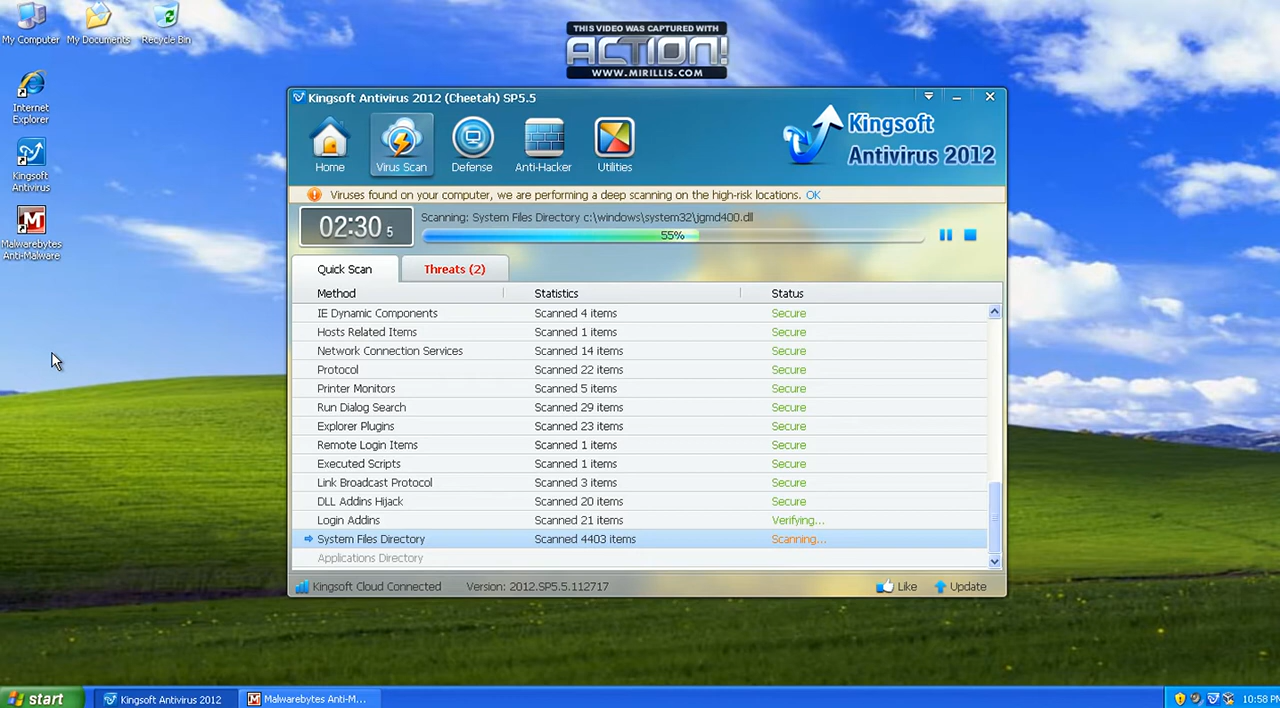 My Computer
My Documents
Recycle Bin
Internet
Explorer
Kingsoft
Antivirus
Malwarebytes
Anti-Malware
THIS VIDEO WAS CAPTURED WITH
ACTION!
WWW.MIRILLIS.COM
Kingsoft Antivirus 2012 (Cheetah) SP5.5
Home
Virus Scan
Defense
Anti-Hacker
Utilities
Kingsoft
Antivirus 2012
Viruses found on your computer, we are performing a deep scanning on the high-risk locations. OK
02:30 5
Scanning: System Files Directory c:\windows\system32\jgmd400.dll
55%
Quick Scan
Threats (2)
Method Statistics Status
IE Dynamic Components Scanned 4 items Secure
Hosts Related Items Scanned 1 items Secure
Network Connection Services Scanned 14 items Secure
Protocol Scanned 22 items Secure
Printer Monitors Scanned 5 items Secure
Run Dialog Search Scanned 29 items Secure
Explorer Plugins Scanned 23 items Secure
Remote Login Items Scanned 1 items Secure
Executed Scripts Scanned 1 items Secure
Link Broadcast Protocol Scanned 3 items Secure
DLL Addins Hijack Scanned 20 items Secure
Login Addins Scanned 21 items Verifying...
System Files Directory Scanned 4403 items Scanning...
Applications Directory
Kingsoft Cloud Connected Version: 2012.SP5.5.112717 Like Update
start Kingsoft Antivirus 2012 Malwarebytes Anti-M... 10:58 PM